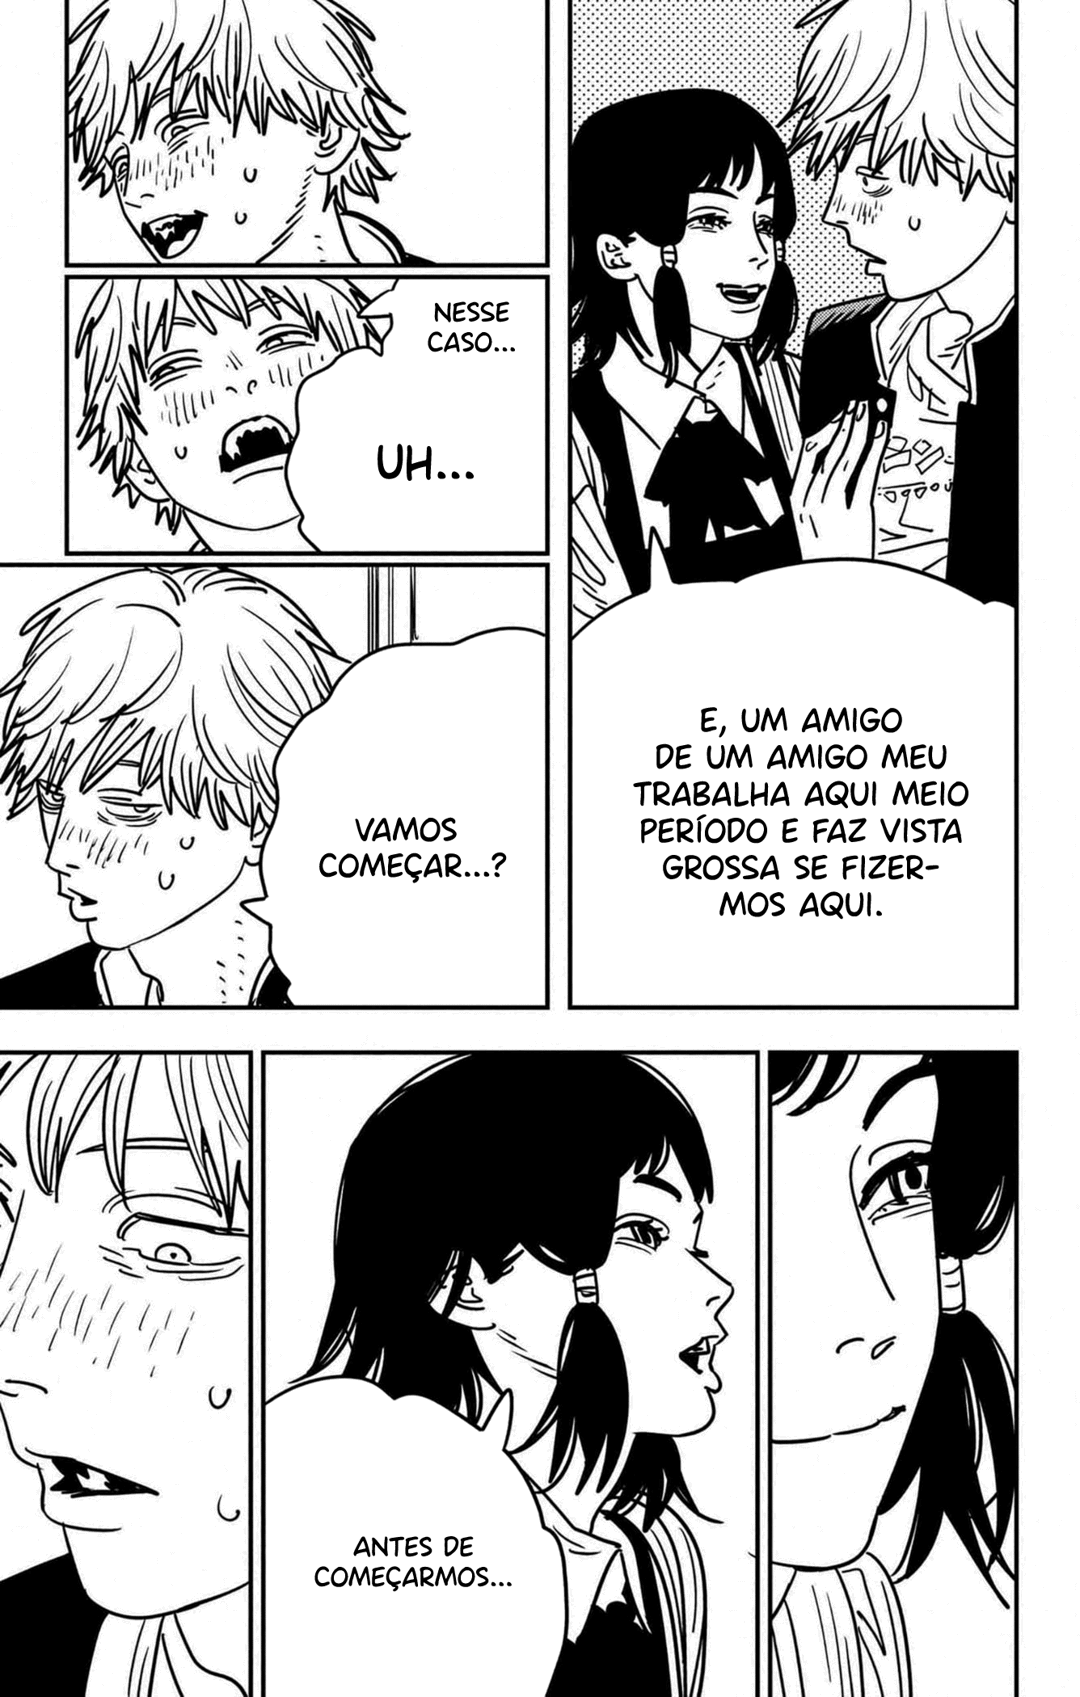 E, UM AMIGO
DE UM AMIGO MEU
TRABALHA AQUI MEIO
PERÍODO E FAZ VISTA
GROSSA SE FIZER-
MOS AQUI.
NESSE
CASO...
UH...
VAMOS
COMEÇAR...?
ANTES DE
COMEÇARMOS...